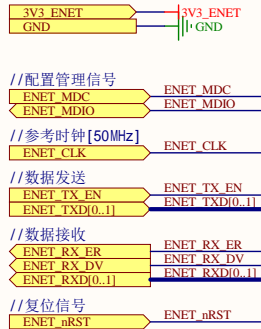 3V3_ENET 3V3_ENET
GND GND
//配置管理信号
ENET_MDC ENET_MDC
ENET_MDIO ENET_MDIO
//参考时钟[50MHz]
ENET_CLK ENET_CLK
//数据发送
ENET_TX_EN ENET_TX_EN
ENET_TXD[0..1] ENET_TXD[0..1]
//数据接收
ENET_RX_ER ENET_RX_ER
ENET_RX_DV ENET_RX_DV
ENET_RXD[0..1] ENET_RXD[0..1]
//复位信号
ENET_nRST ENET_nRST